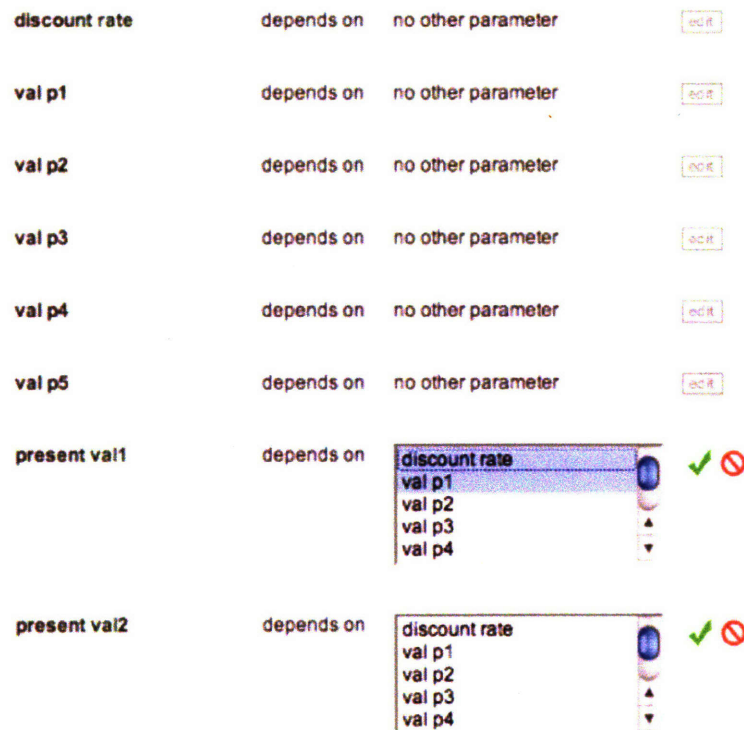 discount rate depends on no other parameter edit
val p1 depends on no other parameter edit
val p2 depends on no other parameter edit
val p3 depends on no other parameter edit
val p4 depends on no other parameter edit
val p5 depends on no other parameter edit
present val1 depends on discount rate
val p1
val p2
val p3
val p4
present val2 depends on discount rate
val p1
val p2
val p3
val p4